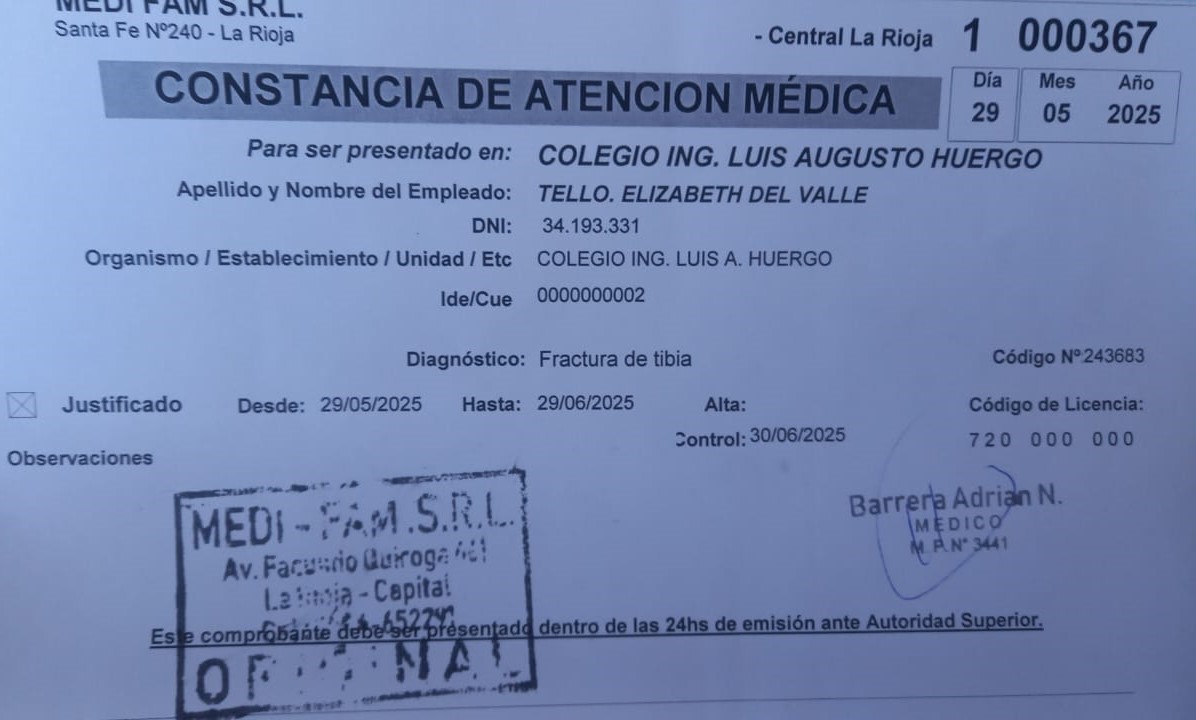 MEDI FAM S.R.L.
Santa Fe Nº240 - La Rioja
- Central La Rioja 1 000367
CONSTANCIA DE ATENCION MÉDICA
Día Mes Año
29 05 2025
Para ser presentado en: COLEGIO ING. LUIS AUGUSTO HUERGO
Apellido y Nombre del Empleado: TELLO. ELIZABETH DEL VALLE
DNI: 34.193.331
Organismo / Establecimiento / Unidad / Etc COLEGIO ING. LUIS A. HUERGO
Ide/Cue 0000000002
Diagnóstico: Fractura de tibia Código Nº 243683
Justificado Desde: 29/05/2025 Hasta: 29/06/2025 Alta: Código de Licencia:
Control: 30/06/2025 720 000 000
Observaciones
MEDI-FAM.S.R.L.
Av. Facundo Quiroga
La Rioja - Capital
Barrera Adrian N.
MEDICO
M.P.N° 3441
Este comprobante debe ser presentado dentro de las 24hs de emisión ante Autoridad Superior.